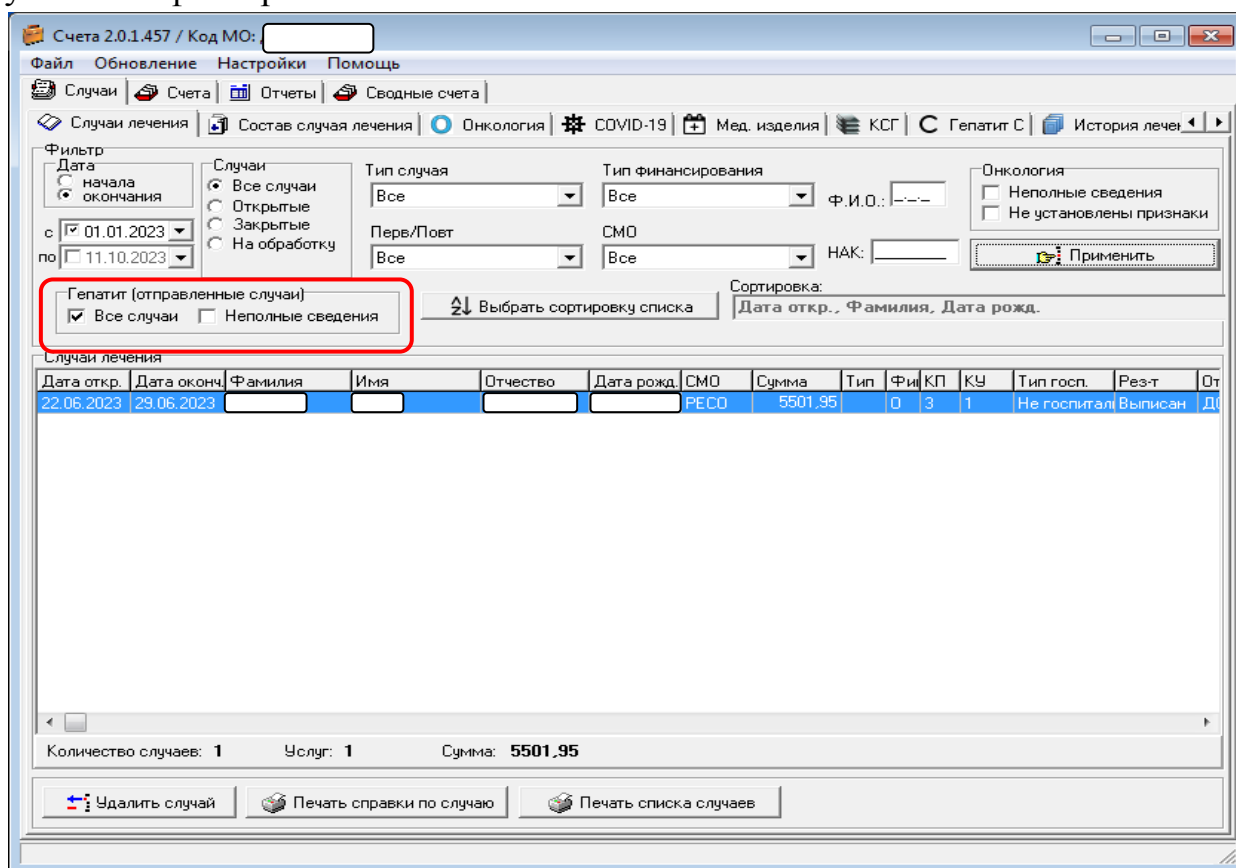 Счета 2.0.1.457 / Код МО:
Файл Обновление Настройки Помощь
Случаи Счета Отчеты Сводные счета
Случаи лечения Состав случая лечения Онкология COVID-19 Мед. изделия КСГ Гепатит С История лечен
Фильтр
Дата
начала
окончания
с 01.01.2023
по 11.10.2023
Случаи
Все случаи
Открытые
Закрытые
На обработку
Тип случая
Все
Перв/Повт
Все
Тип финансирования
Все
СМО
Все
Ф.И.О.: -·-·-
НАК:
Онкология
Неполные сведения
Не установлены признаки
Применить
Гепатит (отправленные случаи)
Все случаи Неполные сведения
Выбрать сортировку списка
Сортировка:
Дата откр., Фамилия, Дата рожд.
Случаи лечения
Дата откр. Дата оконч. Фамилия Имя Отчество Дата рожд. СМО Сумма Тип Фи КП КУ Тип госп. Рез-т От
22.06.2023 29.06.2023 РЕСО 5501,95 0 3 1 Не госпитали Выписан
Количество случаев: 1 Услуг: 1 Сумма: 5501,95
Удалить случай Печать справки по случаю Печать списка случаев